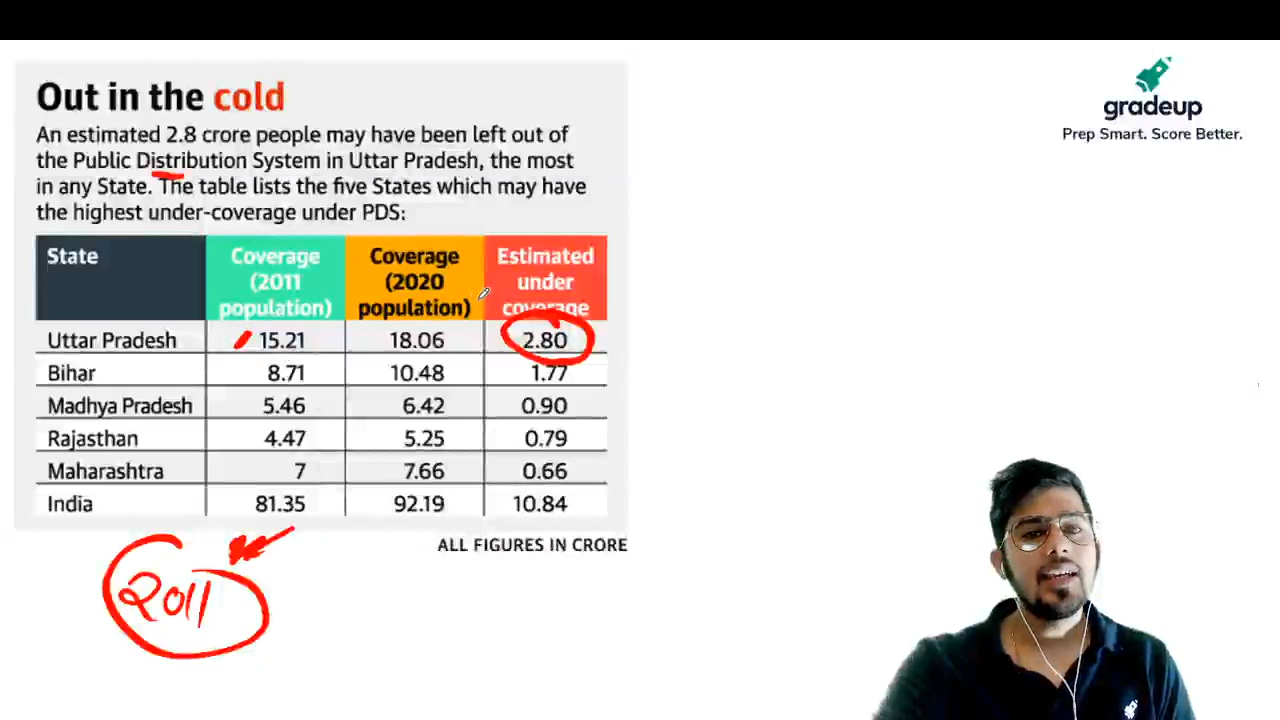 Out in the cold
An estimated 2.8 crore people may have been left out of
the Public Distribution System in Uttar Pradesh, the most
in any State. The table lists the five States which may have
the highest under-coverage under PDS:
State Coverage (2011 population) Coverage (2020 population) Estimated under coverage
Uttar Pradesh 15.21 18.06 2.80
Bihar 8.71 10.48 1.77
Madhya Pradesh 5.46 6.42 0.90
Rajasthan 4.47 5.25 0.79
Maharashtra 7 7.66 0.66
India 81.35 92.19 10.84
ALL FIGURES IN CRORE
2011
gradeup
Prep Smart. Score Better.